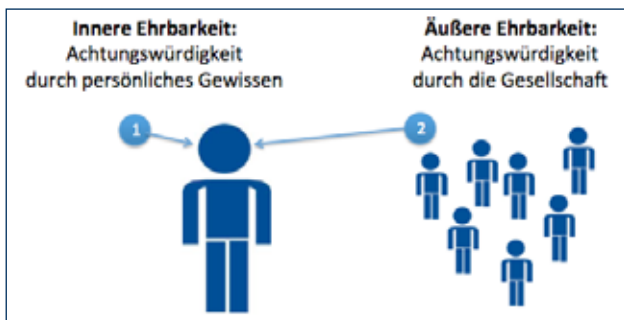 Innere Ehrbarkeit:
Achtungswürdigkeit
durch persönliches Gewissen
Äußere Ehrbarkeit:
Achtungswürdigkeit
durch die Gesellschaft
1
2